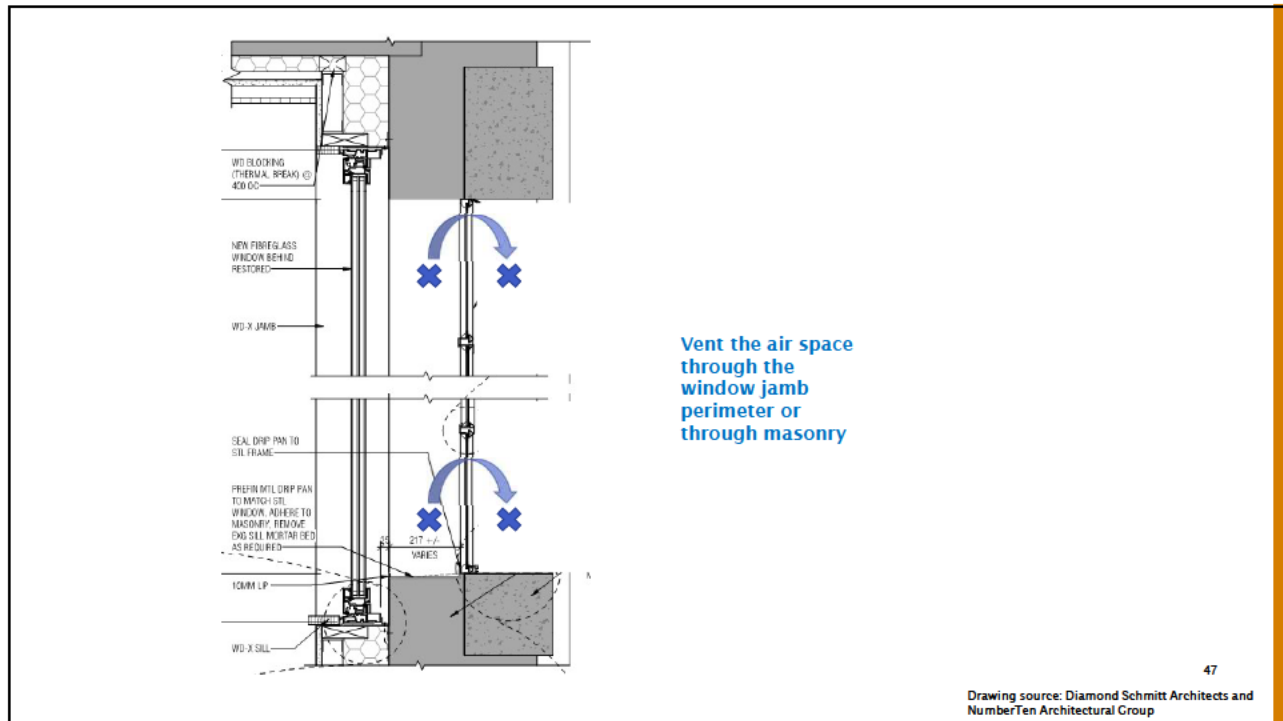 WD BLOCKING
(THERMAL BREAK) @
400 OC
NEW FIBREGLASS
WINDOW BEHIND
RESTORED
WD-X JAMB
SEAL DRIP PAN TO
STL FRAME
PREFIN MTL DRIP PAN
TO MATCH STL
WINDOW. ADHERE TO
MASONRY. REMOVE
EXG SILL MORTAR BED
AS REQUIRED
217 +/-
VARIES
10MM LIP
WD-X SILL
Vent the air space
through the
window jamb
perimeter or
through masonry
47
Drawing source: Diamond Schmitt Architects and
NumberTen Architectural Group